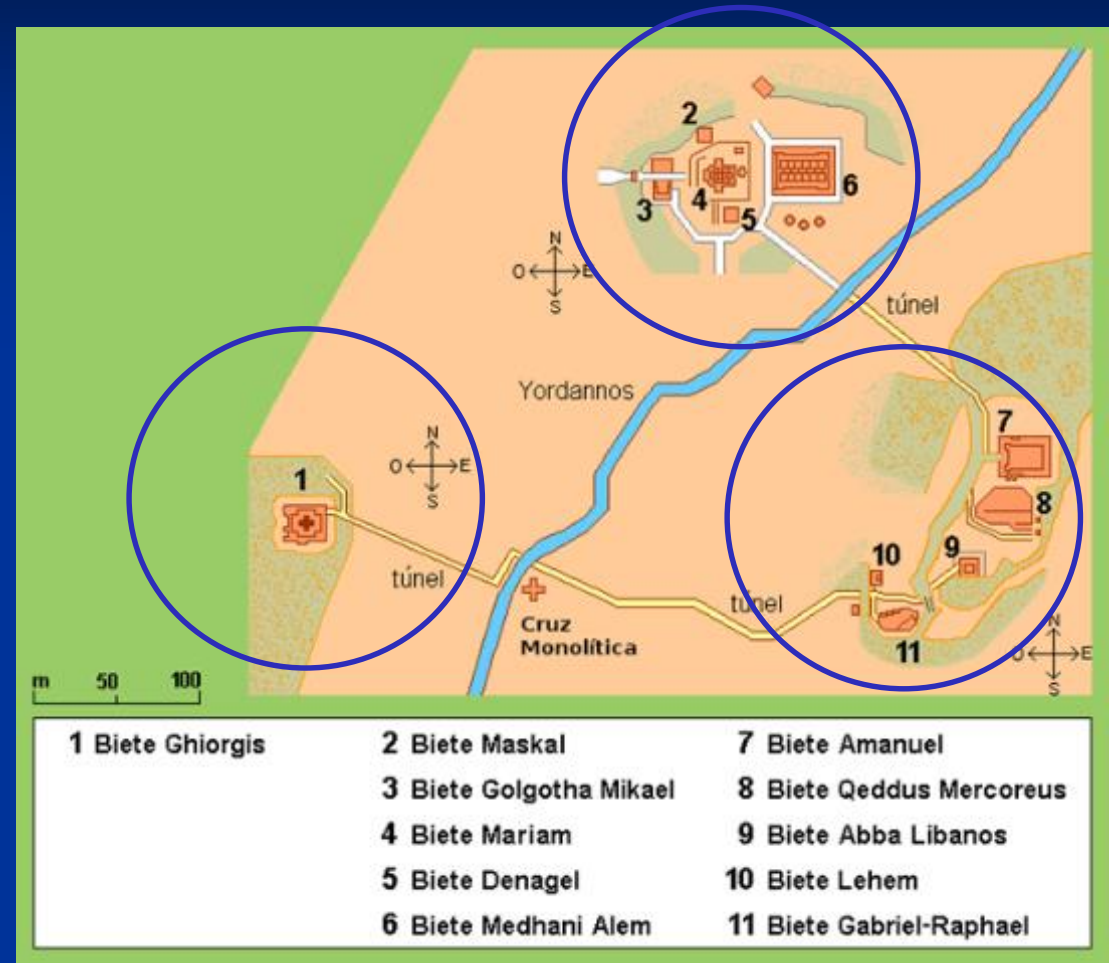 2
6
3
4
5
N
O E
S
túnel
Yordannos
7
N
O E
S
1
8
10
9
túnel
túnel
Cruz
Monolítica
11
N
O E
S
m 50 100
1 Biete Ghiorgis
2 Biete Maskal
3 Biete Golgotha Mikael
4 Biete Mariam
5 Biete Denagel
6 Biete Medhani Alem
7 Biete Amanuel
8 Biete Qeddus Mercoreus
9 Biete Abba Libanos
10 Biete Lehem
11 Biete Gabriel-Raphael